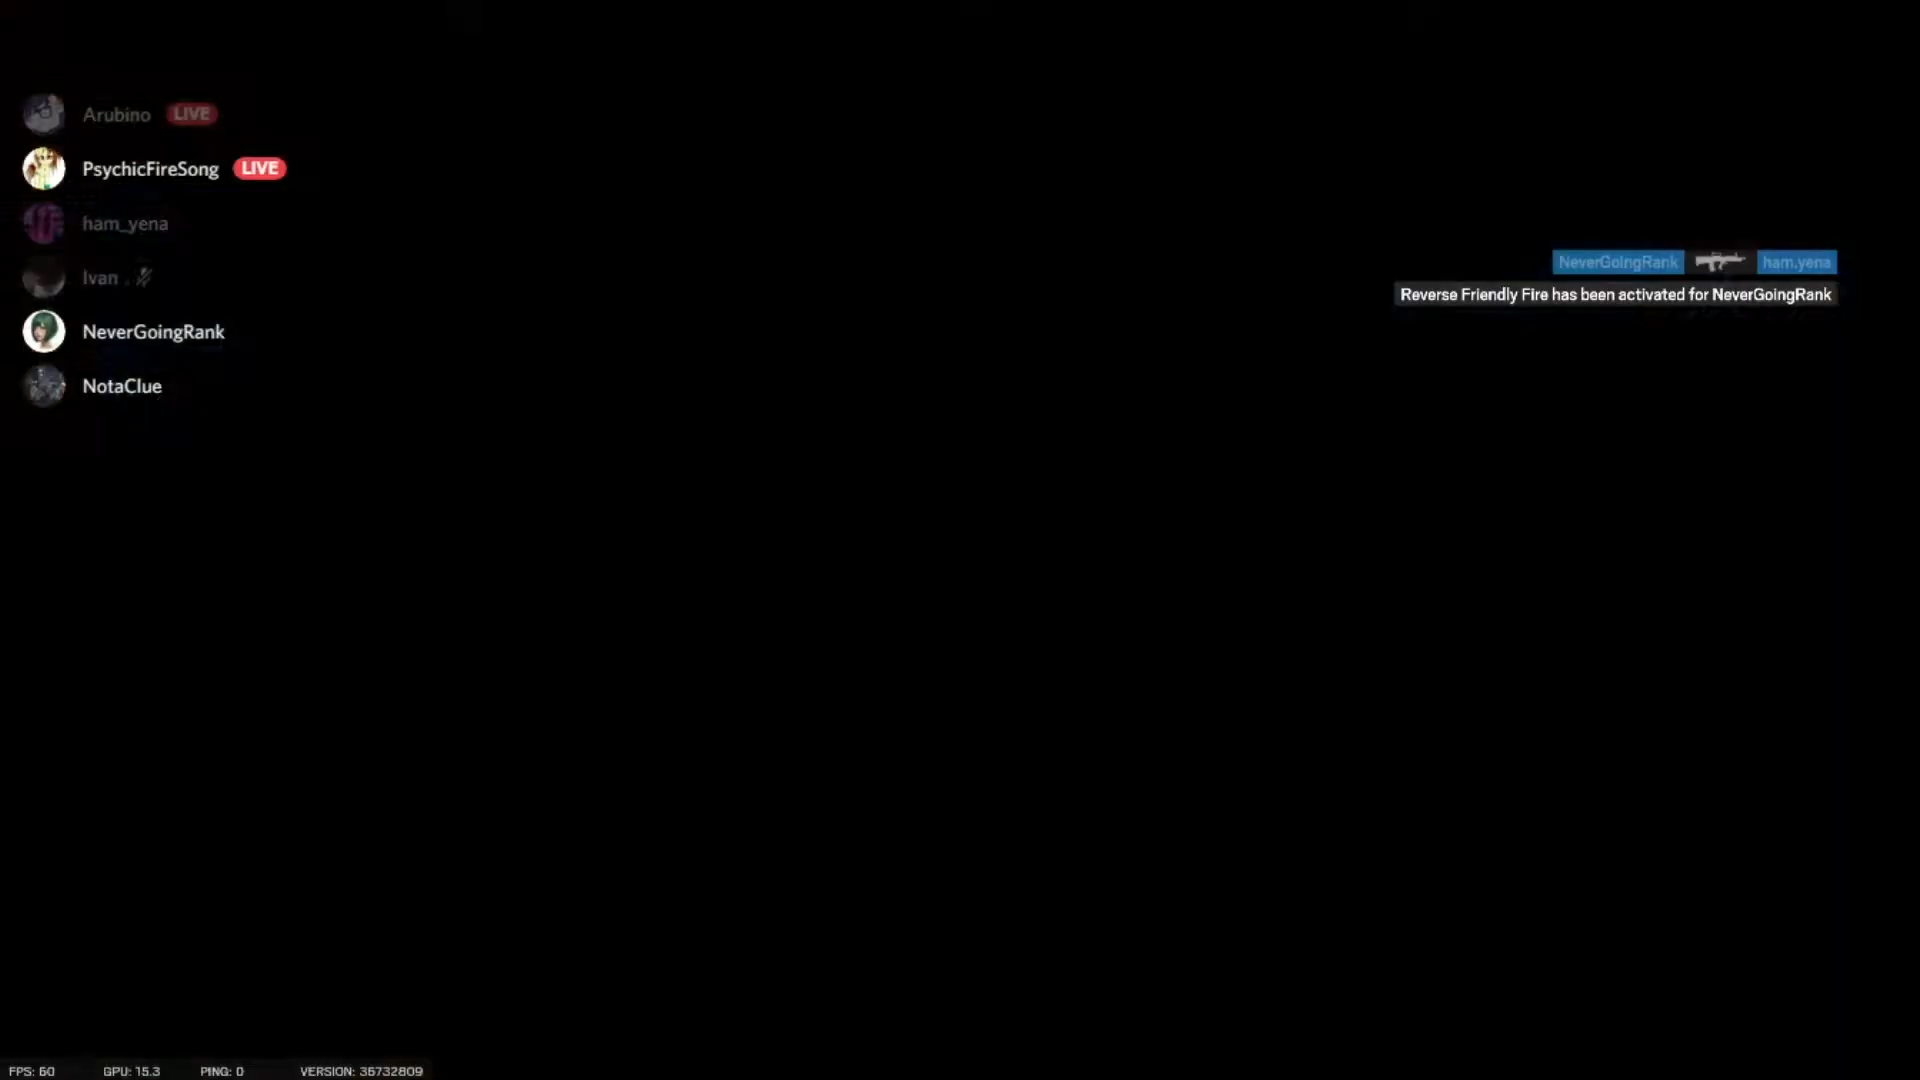 Arubino LIVE
PsychicFireSong LIVE
ham_yena
Ivan .
NeverGoingRank
NotaClue
NeverGoingRank ham.yena
Reverse Friendly Fire has been activated for NeverGoingRank
FPS: 60 GPU: 15.3 PING: 0 VERSION: 36732809